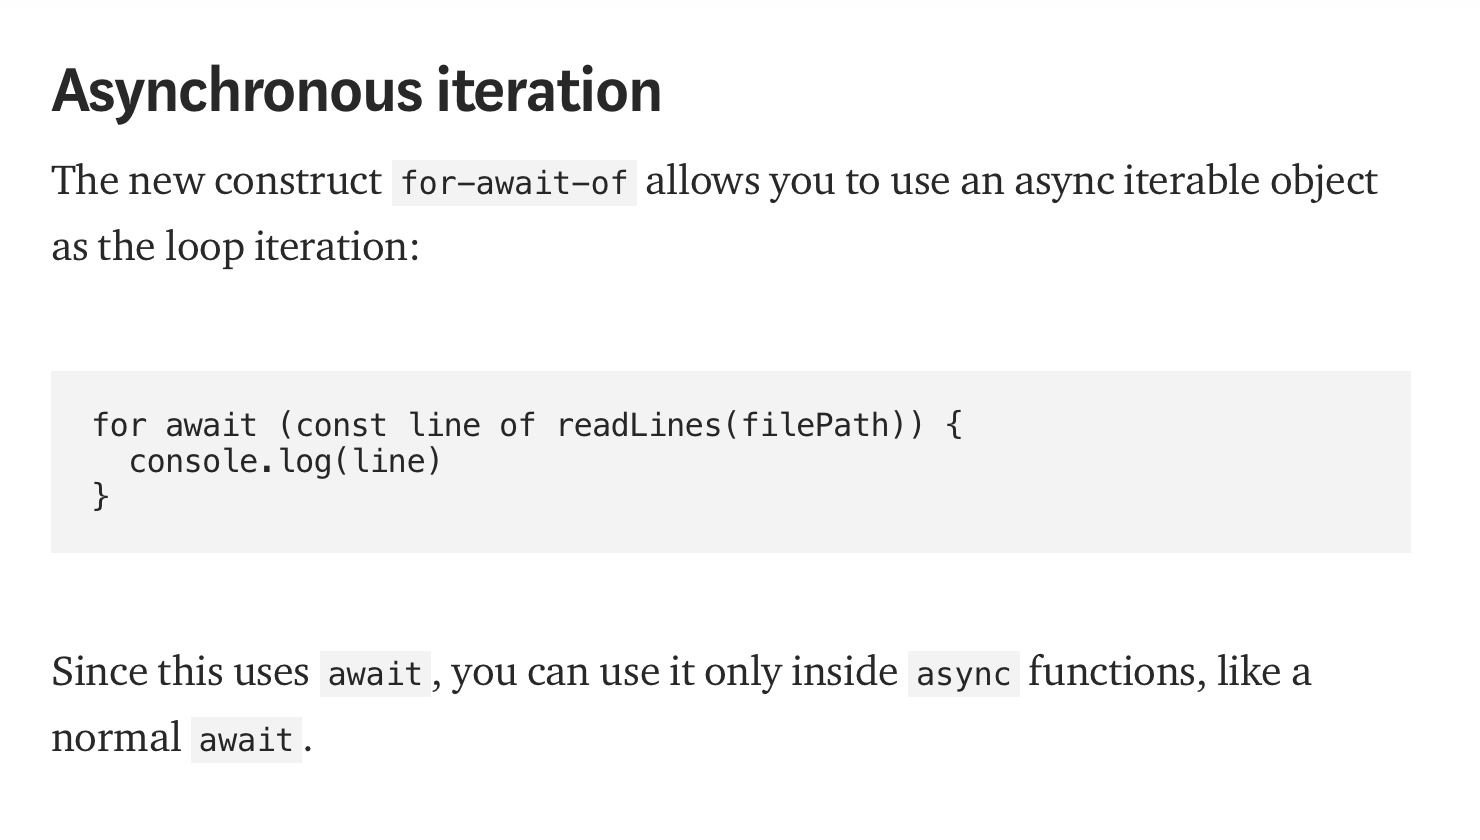 Asynchronous iteration
The new construct for-await-of allows you to use an async iterable object
as the loop iteration:
for await (const line of readLines(filePath)) {
  console.log(line)
}
Since this uses await, you can use it only inside async functions, like a
normal await.